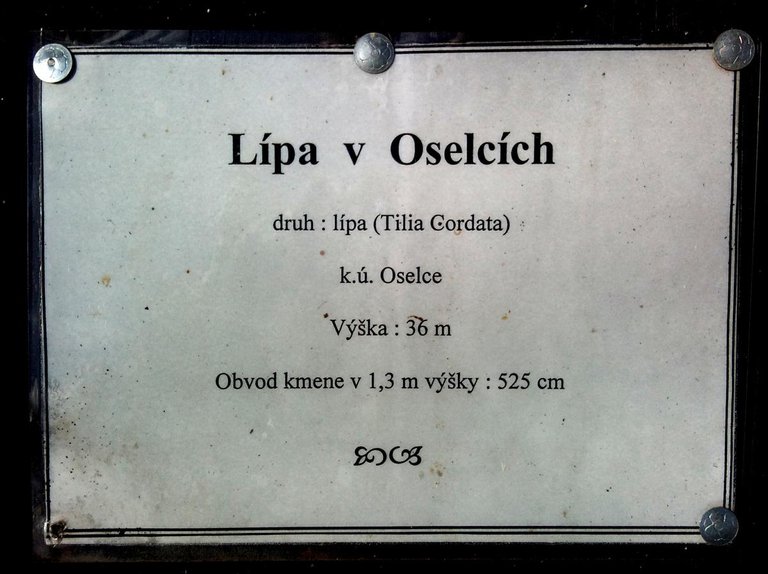 Lípa v Oselcích
druh : lípa (Tilia Cordata)
k.ú. Oselce
Výška : 36 m
Obvod kmene v 1,3 m výšky : 525 cm